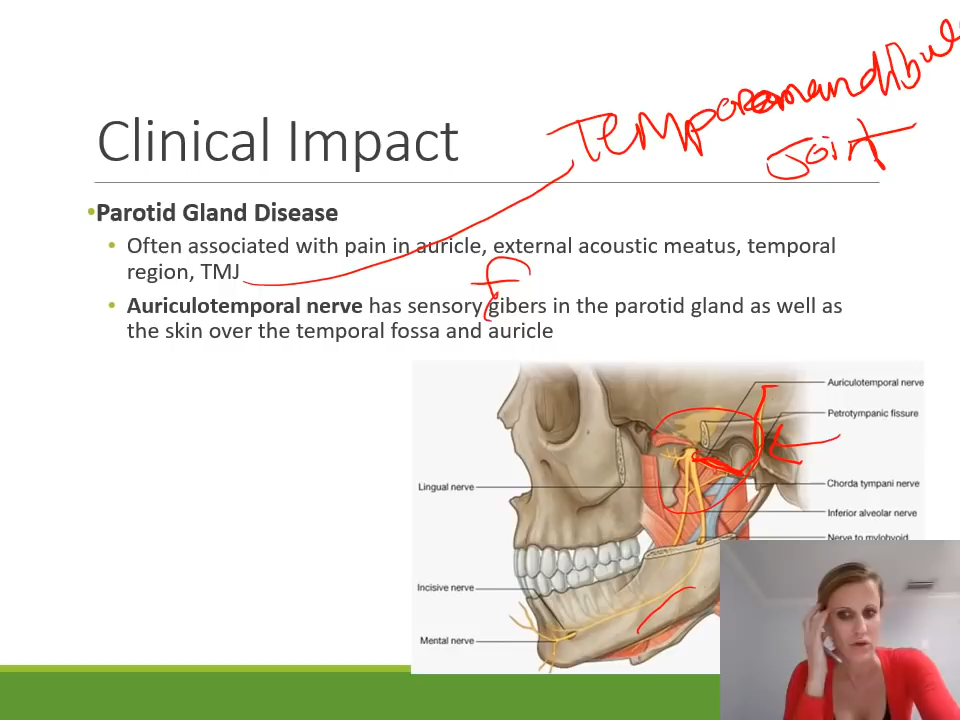 Temporomandibul
Joint
Clinical Impact
•Parotid Gland Disease
• Often associated with pain in auricle, external acoustic meatus, temporal
region, TMJ
f
• Auriculotemporal nerve has sensory gibers in the parotid gland as well as
the skin over the temporal fossa and auricle
Auriculotemporal nerve
Petrotympanic fissure
Lingual nerve
Chorda tympani nerve
Inferior alveolar nerve
Nerve to mylohyoid
Incisive nerve
Mental nerve